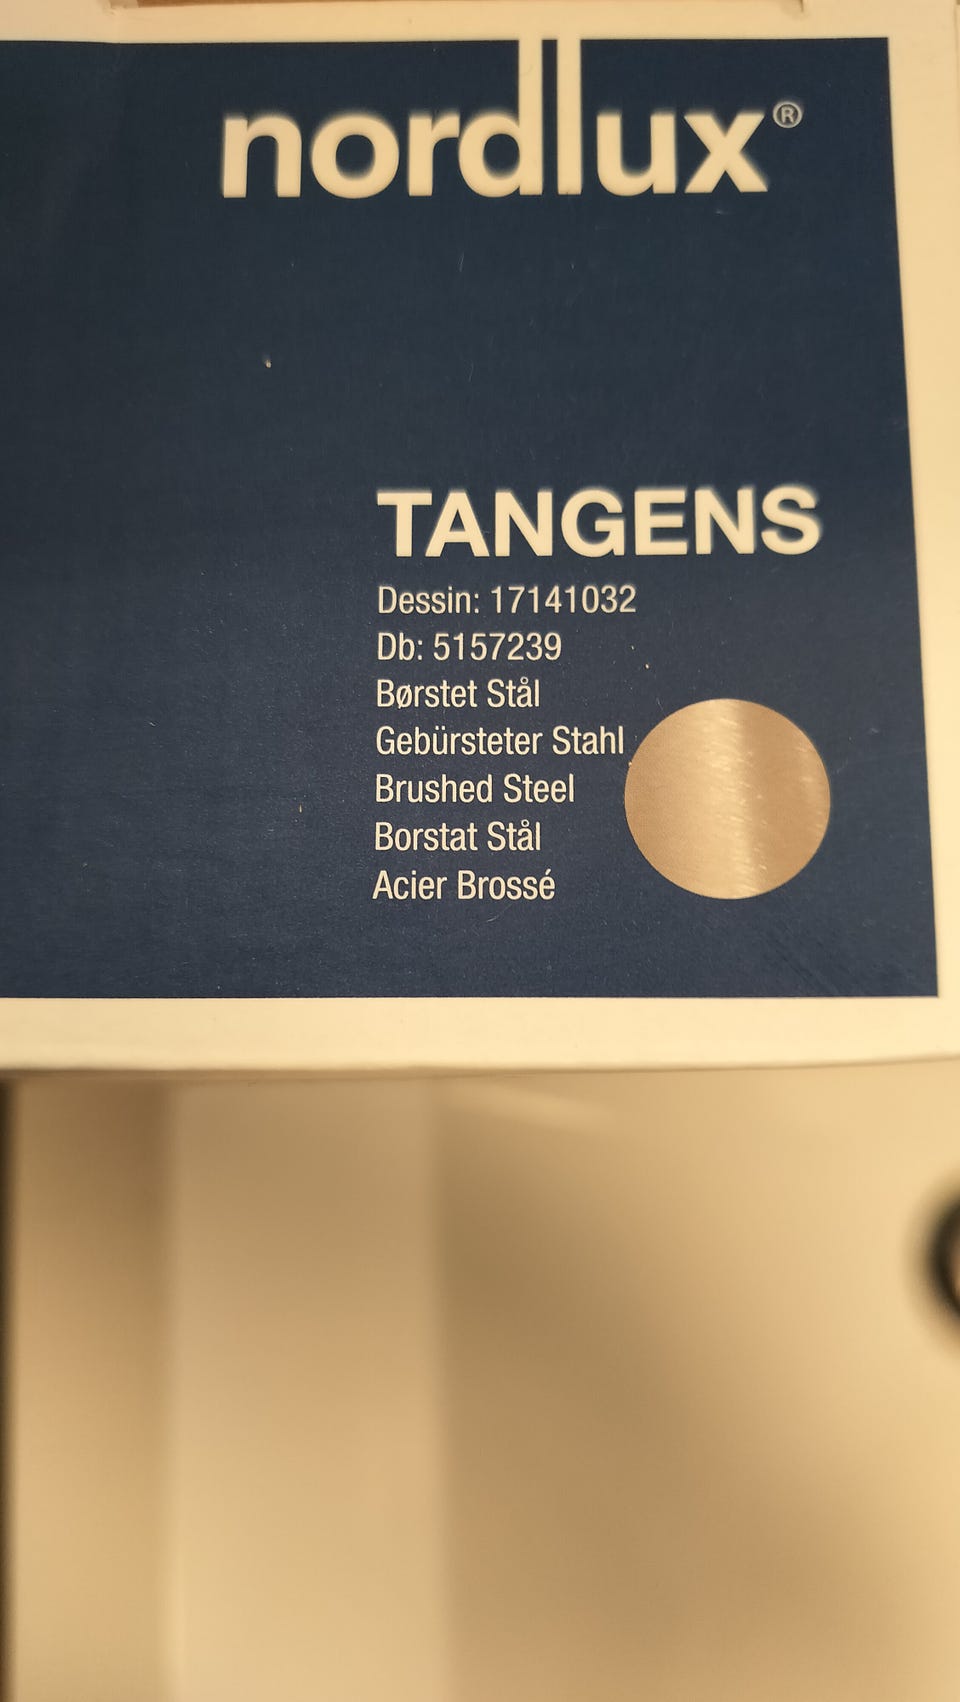 nordlux®
TANGENS
Dessin: 17141032
Db: 5157239
Børstet Stål
Gebürsteter Stahl
Brushed Steel
Borstat Stål
Acier Brossé